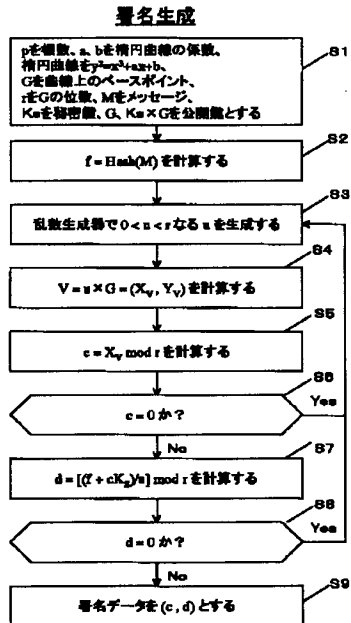 署名生成
pを標数、a、bを楕円曲線の係数、
楕円曲線をy²=x³+ax+b、
Gを曲線上のベースポイント、
rをGの位数、Mをメッセージ、
Ksを秘密鍵、G、Ks×Gを公開鍵とする
S1
S2
f = Hash(M) を計算する
S3
乱数生成器で 0 < u < r なる u を生成する
S4
V = u × G = (X_V , Y_V) を計算する
S5
c = X_V mod r を計算する
S6
c = 0 か？
Yes
No
S7
d = [(f + cK_s)/u] mod r を計算する
S8
d = 0 か？
Yes
No
S9
署名データを (c , d) とする